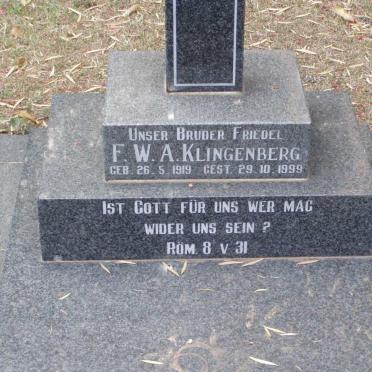 Unser Bruder Friedel
F. W. A. Klingenberg
Geb. 26. 5. 1919 Gest. 29. 10. 1999
Ist Gott für uns wer mag
wider uns sein ?
Röm. 8 v 31